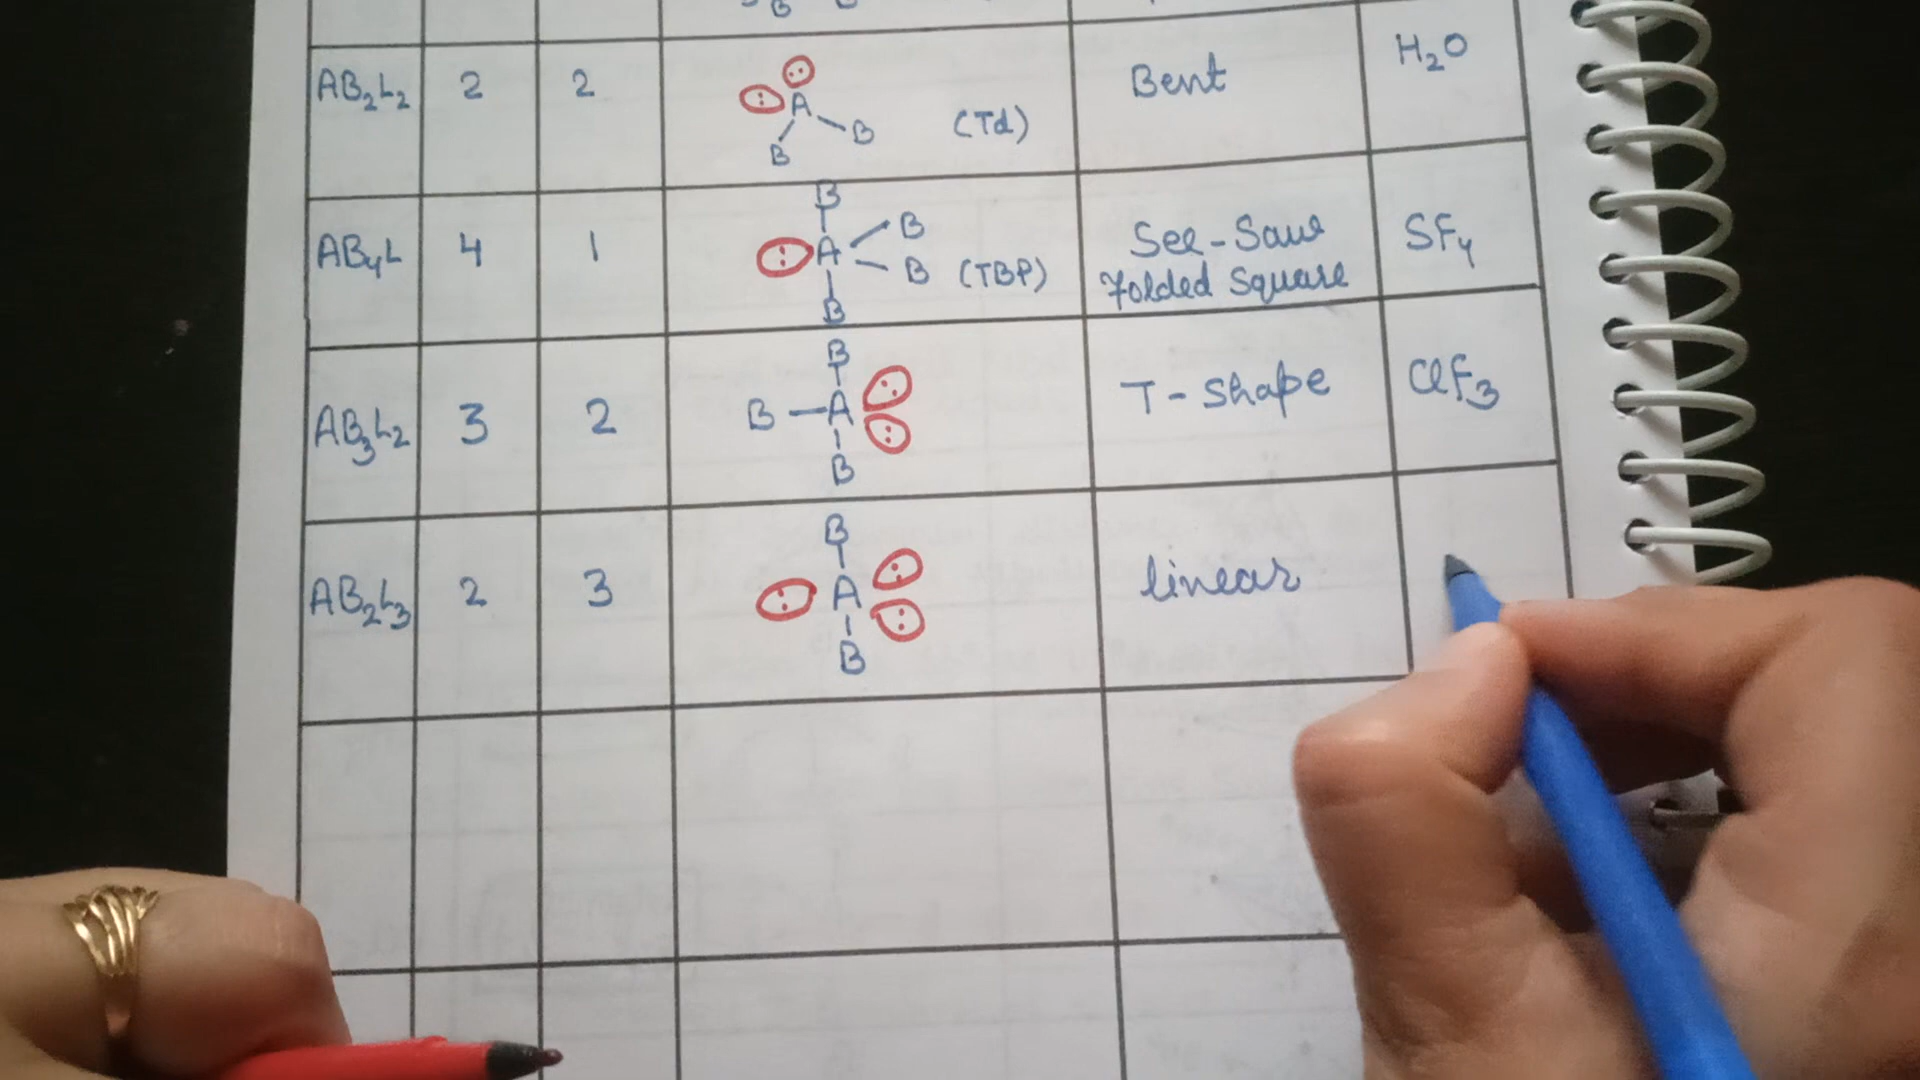 B
AB₂L₂ 2 2 A B B (Td) Bent H₂O
AB₄L 4 1 B A B B B (TBP) See-Saw
Folded Square SF₄
AB₃L₂ 3 2 B B-A B T-shape ClF₃
AB₂L₃ 2 3 B A B linear